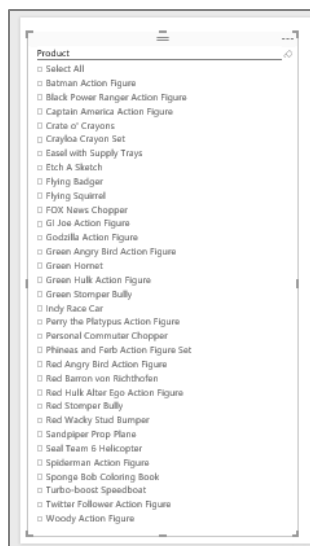 Product
Select All
Batman Action Figure
Black Power Ranger Action Figure
Captain America Action Figure
Crate o' Crayons
Crayloa Crayon Set
Easel with Supply Trays
Etch A Sketch
Flying Badger
Flying Squirrel
FOX News Chopper
GI Joe Action Figure
Godzilla Action Figure
Green Angry Bird Action Figure
Green Hornet
Green Hulk Action Figure
Green Stomper Bully
Indy Race Car
Perry the Platypus Action Figure
Personal Commuter Chopper
Phineas and Ferb Action Figure Set
Red Angry Bird Action Figure
Red Barron von Richthofen
Red Hulk Alter Ego Action Figure
Red Stomper Bully
Red Wacky Stud Bumper
Sandpiper Prop Plane
Seal Team 6 Helicopter
Spiderman Action Figure
Sponge Bob Coloring Book
Turbo-boost Speedboat
Twitter Follower Action Figure
Woody Action Figure